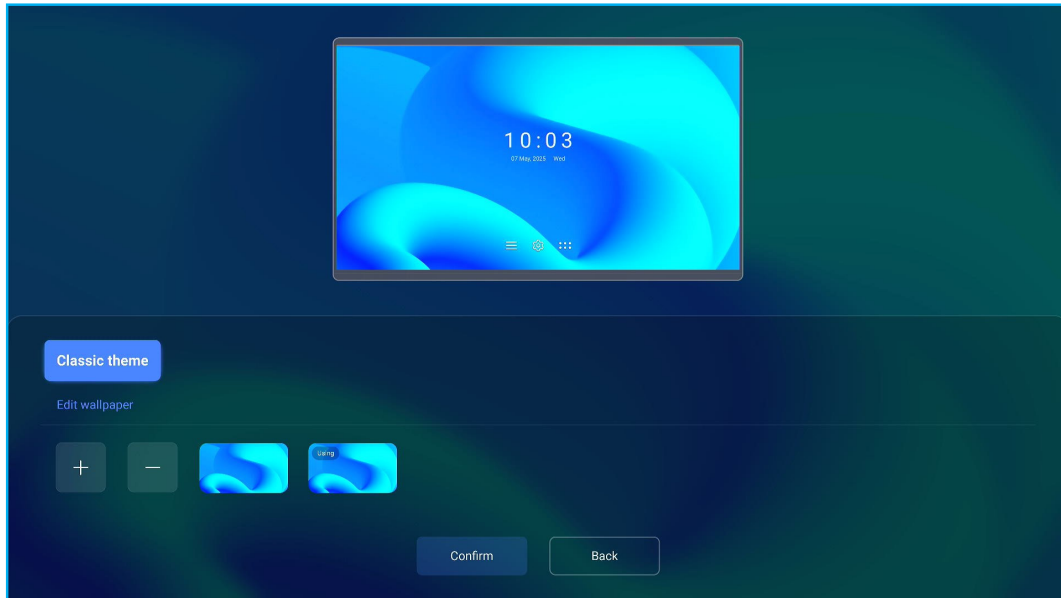 10:03
07 May, 2025 Wed
Classic theme
Edit wallpaper
Using
Confirm
Back